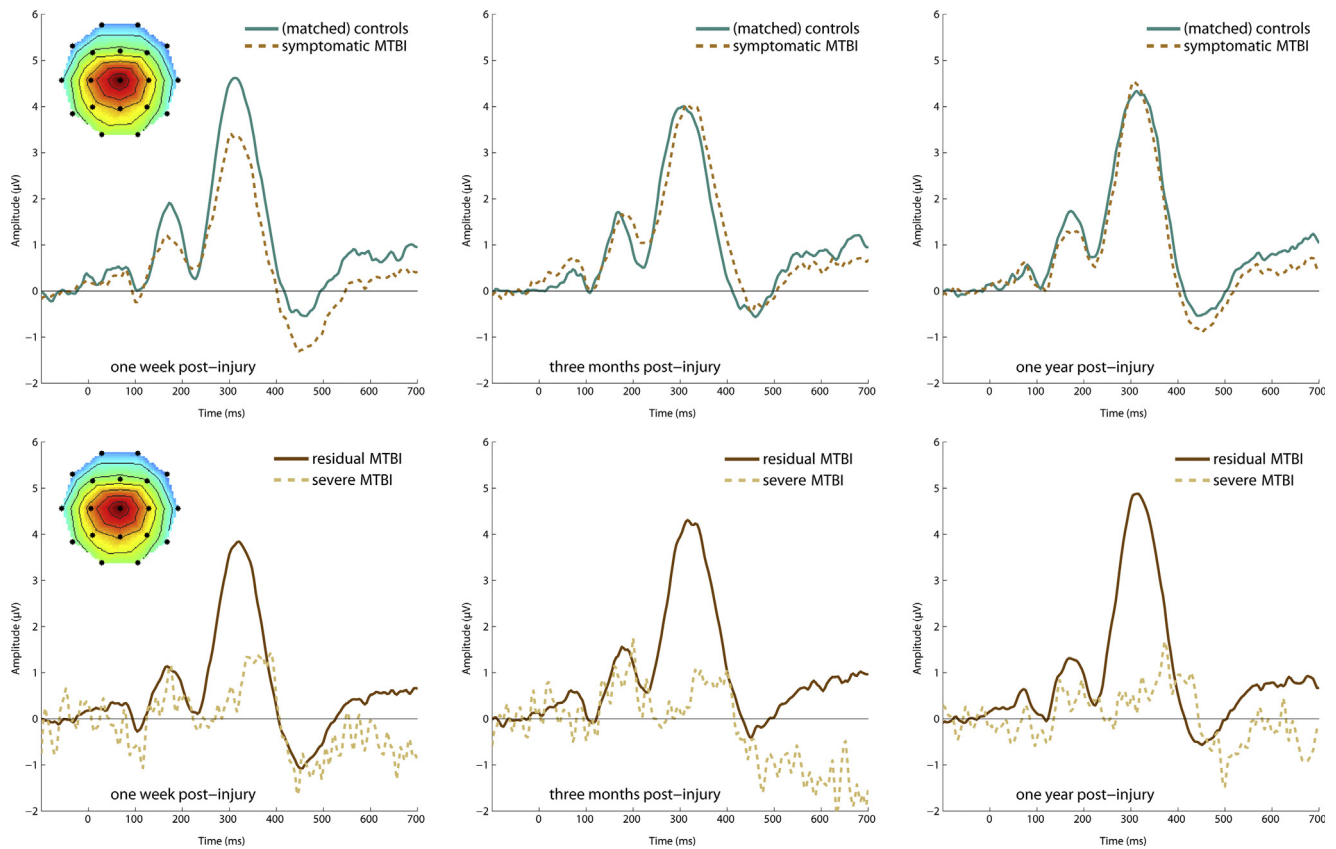 (matched) controls
symptomatic MTBI
6
5
4
3
2
1
0
−1
−2
Amplitude (µV)
one week post−injury
0 100 200 300 400 500 600 700
Time (ms)
(matched) controls
symptomatic MTBI
6
5
4
3
2
1
0
−1
−2
Amplitude (µV)
three months post−injury
0 100 200 300 400 500 600 700
Time (ms)
(matched) controls
symptomatic MTBI
6
5
4
3
2
1
0
−1
−2
Amplitude (µV)
one year post−injury
0 100 200 300 400 500 600 700
Time (ms)
residual MTBI
severe MTBI
6
5
4
3
2
1
0
−1
−2
Amplitude (µV)
one week post−injury
0 100 200 300 400 500 600 700
Time (ms)
residual MTBI
severe MTBI
6
5
4
3
2
1
0
−1
−2
Amplitude (µV)
three months post−injury
0 100 200 300 400 500 600 700
Time (ms)
residual MTBI
severe MTBI
6
5
4
3
2
1
0
−1
−2
Amplitude (µV)
one year post−injury
0 100 200 300 400 500 600 700
Time (ms)